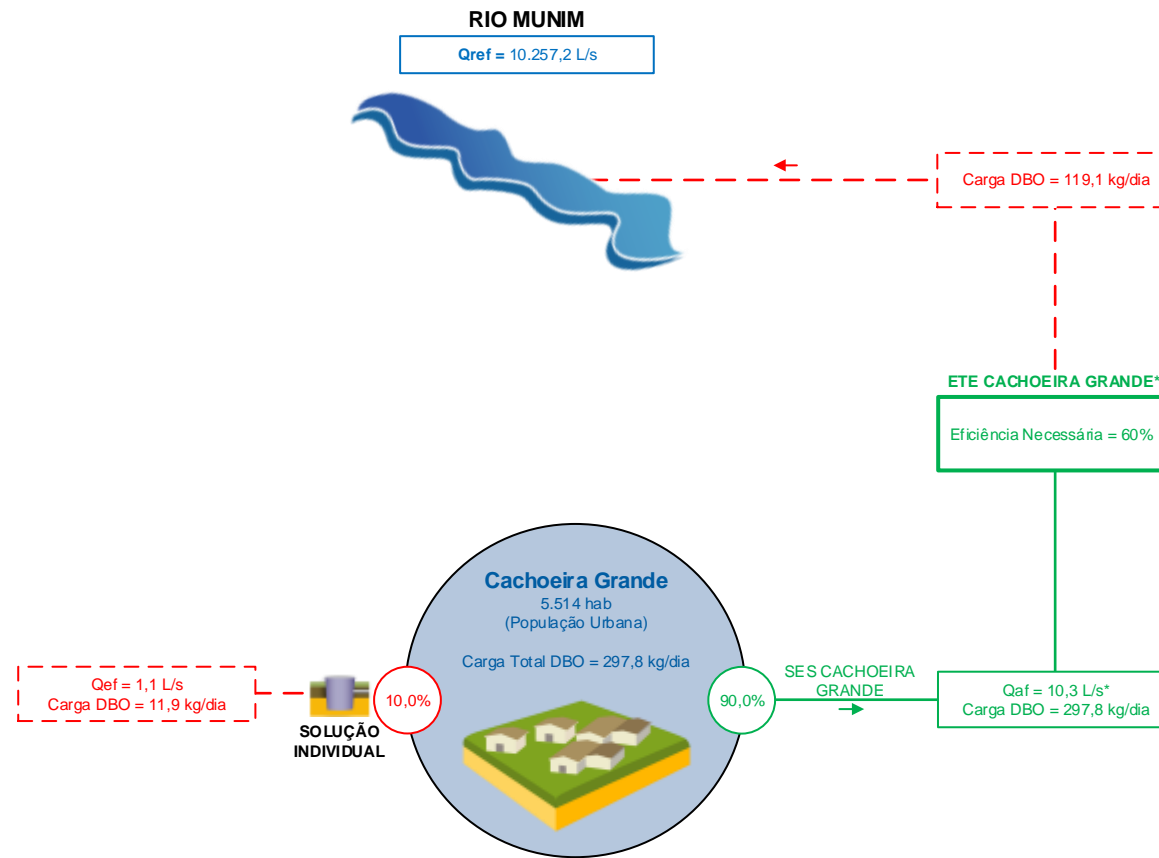 RIO MUNIM
Qref = 10.257,2 L/s
Carga DBO = 119,1 kg/dia
ETE CACHOEIRA GRANDE*
Eficiência Necessária = 60%
Cachoeira Grande
5.514 hab
(População Urbana)
Carga Total DBO = 297,8 kg/dia
Qef = 1,1 L/s
Carga DBO = 11,9 kg/dia
SOLUÇÃO
INDIVIDUAL
10,0%
90,0%
SES CACHOEIRA
GRANDE
Qaf = 10,3 L/s*
Carga DBO = 297,8 kg/dia